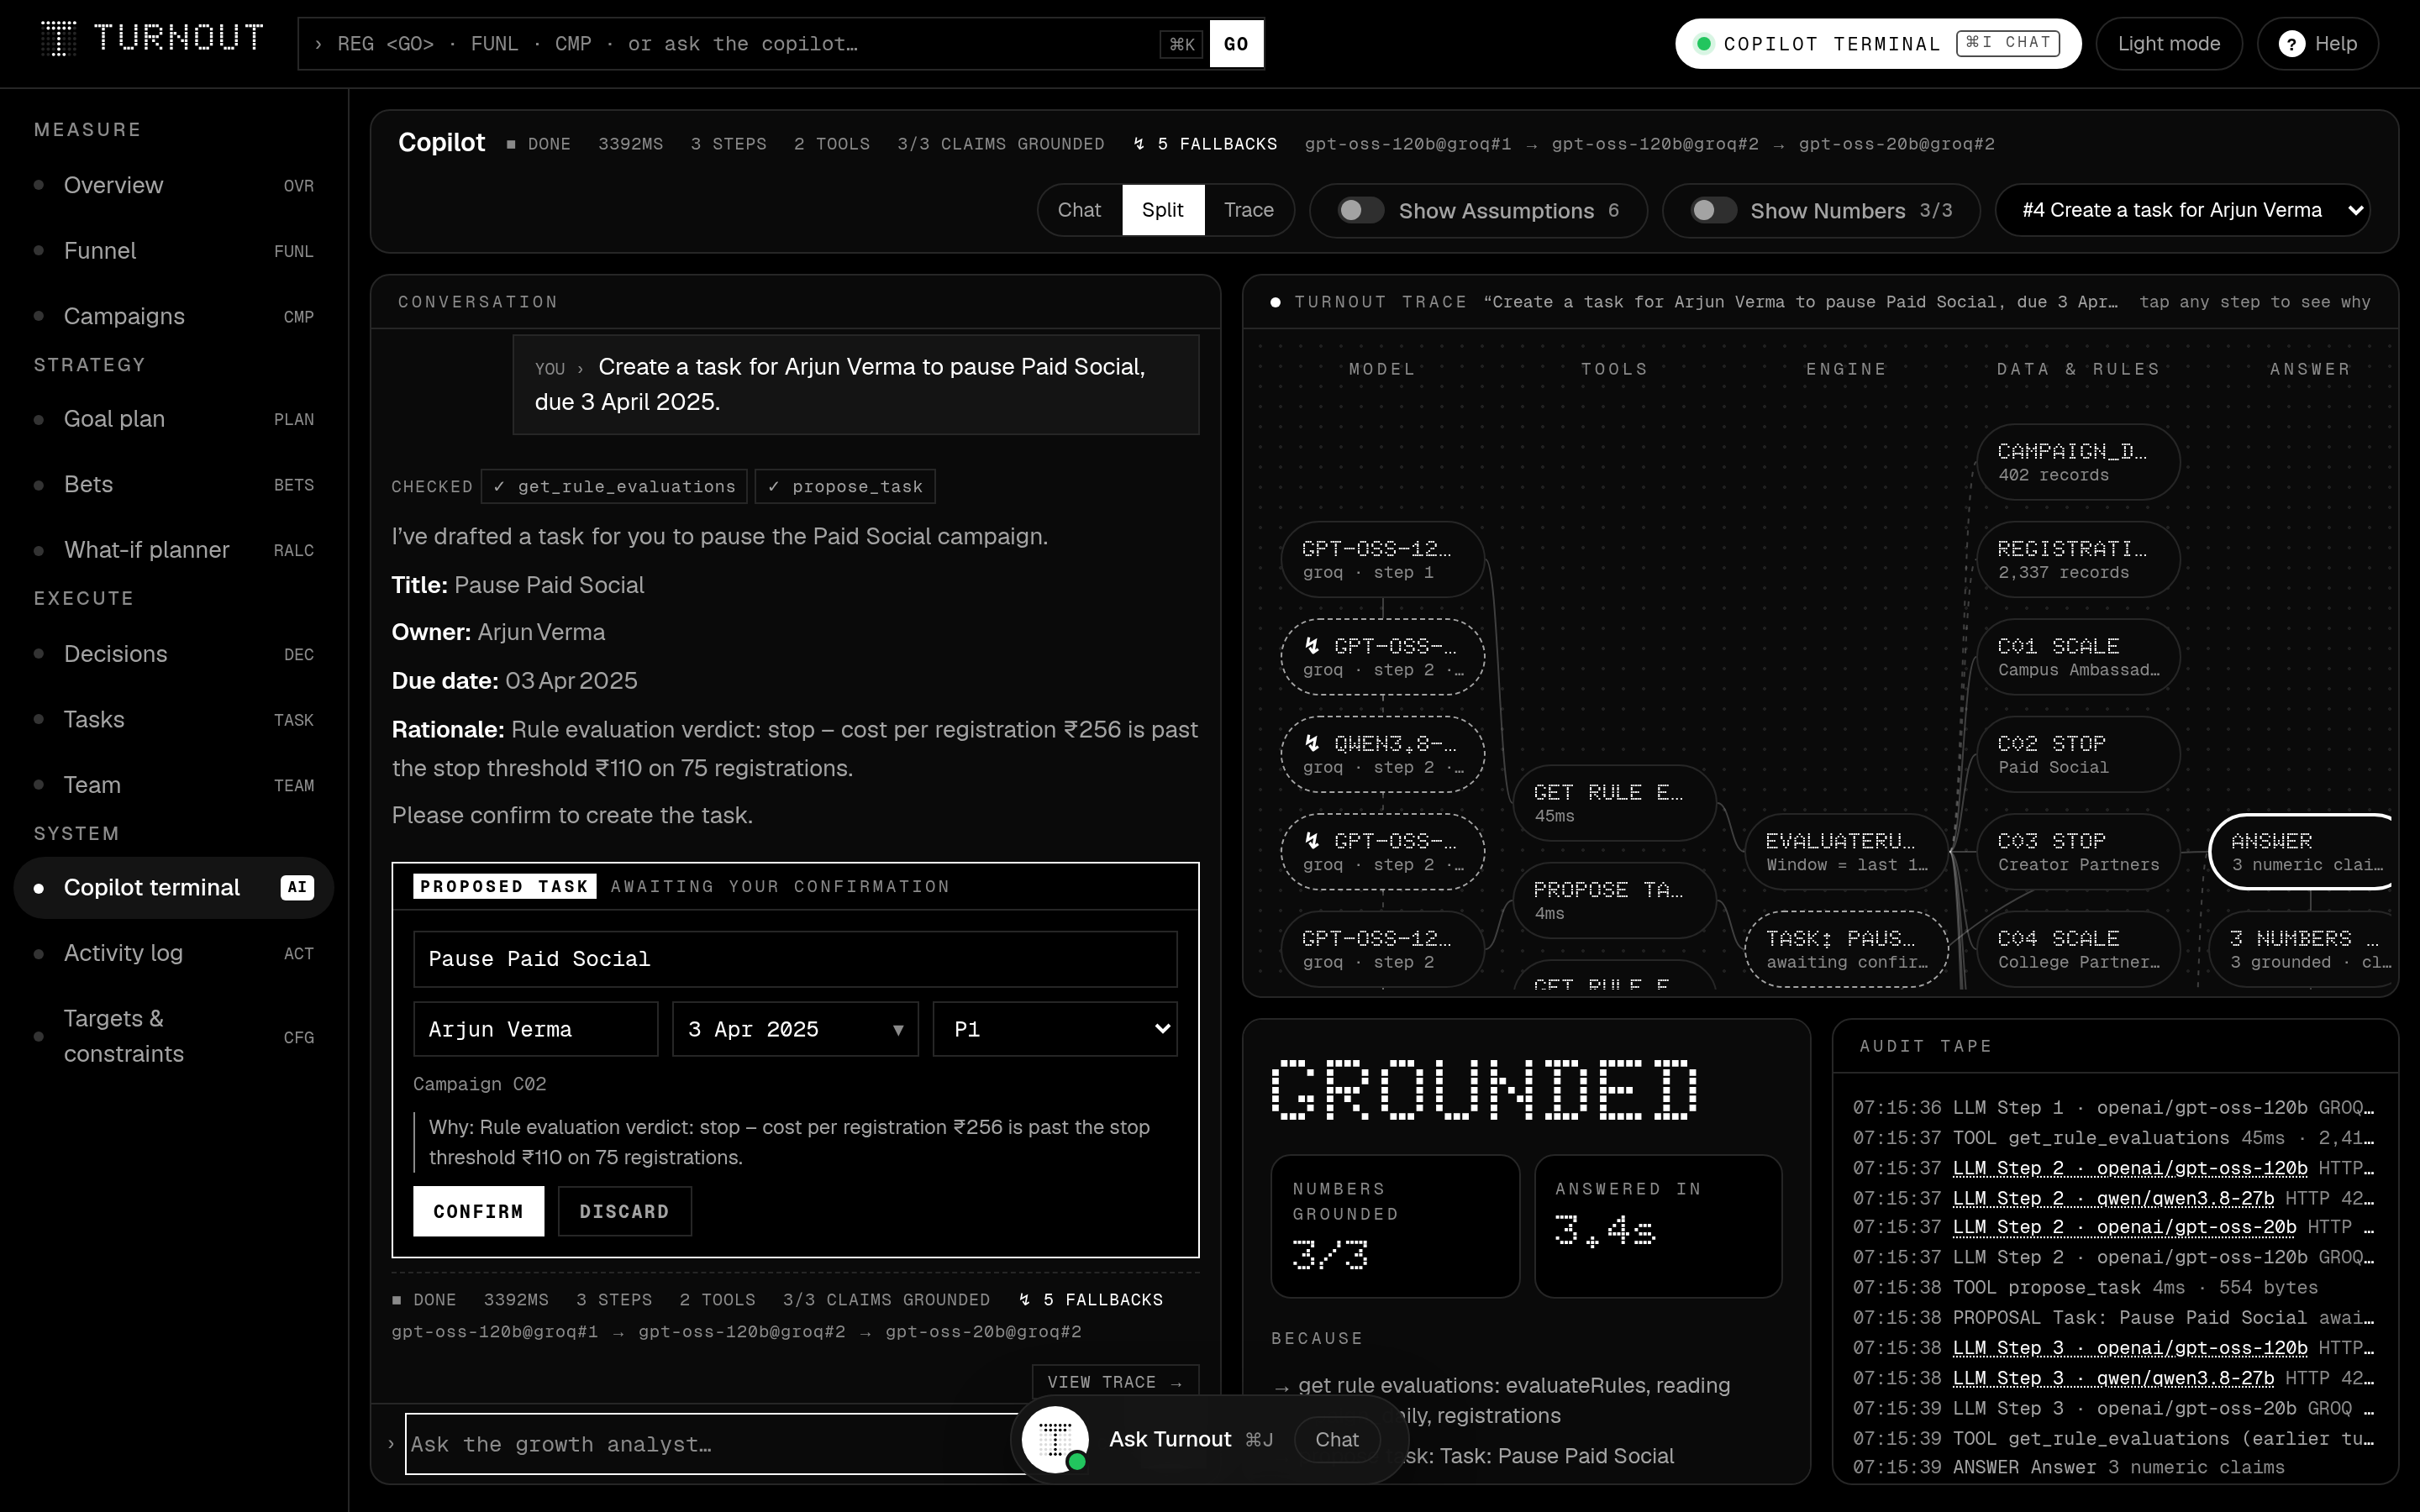 TURNOUT
› REG <GO> · FUNL · CMP · or ask the copilot… ⌘K GO
COPILOT TERMINAL ⌘I CHAT
Light mode
? Help
MEASURE
Overview OVR
Funnel FUNL
Campaigns CMP
STRATEGY
Goal plan PLAN
Bets BETS
What-if planner RALC
EXECUTE
Decisions DEC
Tasks TASK
Team TEAM
SYSTEM
Copilot terminal AI
Activity log ACT
Targets &
constraints CFG
Copilot ■ DONE 3392MS 3 STEPS 2 TOOLS 3/3 CLAIMS GROUNDED ↯ 5 FALLBACKS gpt-oss-120b@groq#1 → gpt-oss-120b@groq#2 → gpt-oss-20b@groq#2
Chat Split Trace Show Assumptions 6 Show Numbers 3/3 #4 Create a task for Arjun Verma
CONVERSATION
YOU › Create a task for Arjun Verma to pause Paid Social,
due 3 April 2025.
CHECKED ✓ get_rule_evaluations ✓ propose_task
I’ve drafted a task for you to pause the Paid Social campaign.
Title: Pause Paid Social
Owner: Arjun Verma
Due date: 03 Apr 2025
Rationale: Rule evaluation verdict: stop – cost per registration ₹256 is past
the stop threshold ₹110 on 75 registrations.
Please confirm to create the task.
PROPOSED TASK AWAITING YOUR CONFIRMATION
Pause Paid Social
Arjun Verma 3 Apr 2025 ▾ P1
Campaign C02
Why: Rule evaluation verdict: stop – cost per registration ₹256 is past the stop
threshold ₹110 on 75 registrations.
CONFIRM DISCARD
■ DONE 3392MS 3 STEPS 2 TOOLS 3/3 CLAIMS GROUNDED ↯ 5 FALLBACKS
gpt-oss-120b@groq#1 → gpt-oss-120b@groq#2 → gpt-oss-20b@groq#2
VIEW TRACE →
› Ask the growth analyst…
TURNOUT TRACE “Create a task for Arjun Verma to pause Paid Social, due 3 Apr… tap any step to see why
MODEL TOOLS ENGINE DATA & RULES ANSWER
GPT-OSS-12…
groq · step 1
↯ GPT-OSS-…
groq · step 2 ·…
↯ QWEN3.8-…
groq · step 2 ·…
↯ GPT-OSS-…
groq · step 2 ·…
GPT-OSS-12…
groq · step 2
GET RULE E…
45ms
PROPOSE TA…
4ms
GET RULE E…
EVALUATERU…
Window = last 1…
TASK: PAUS…
awaiting confir…
CAMPAIGN_D…
402 records
REGISTRATI…
2,337 records
C01 SCALE
Campus Ambassad…
C02 STOP
Paid Social
C03 STOP
Creator Partners
C04 SCALE
College Partner…
ANSWER
3 numeric clai…
3 NUMBERS …
3 grounded · cl…
GROUNDED
NUMBERS
GROUNDED
3/3
ANSWERED IN
3.4s
BECAUSE
→ get rule evaluations: evaluateRules, reading
registrations
Task: Pause Paid Social
Ask Turnout ⌘J Chat
AUDIT TAPE
07:15:36 LLM Step 1 · openai/gpt-oss-120b GROQ…
07:15:37 TOOL get_rule_evaluations 45ms · 2,41…
07:15:37 LLM Step 2 · openai/gpt-oss-120b HTTP…
07:15:37 LLM Step 2 · qwen/qwen3.8-27b HTTP 42…
07:15:37 LLM Step 2 · openai/gpt-oss-20b HTTP …
07:15:37 LLM Step 2 · openai/gpt-oss-120b GROQ…
07:15:38 TOOL propose_task 4ms · 554 bytes
07:15:38 PROPOSAL Task: Pause Paid Social awai…
07:15:38 LLM Step 3 · openai/gpt-oss-120b HTTP…
07:15:38 LLM Step 3 · qwen/qwen3.8-27b HTTP 42…
07:15:39 LLM Step 3 · openai/gpt-oss-20b GROQ …
07:15:39 TOOL get_rule_evaluations (earlier tu…
07:15:39 ANSWER Answer 3 numeric claims